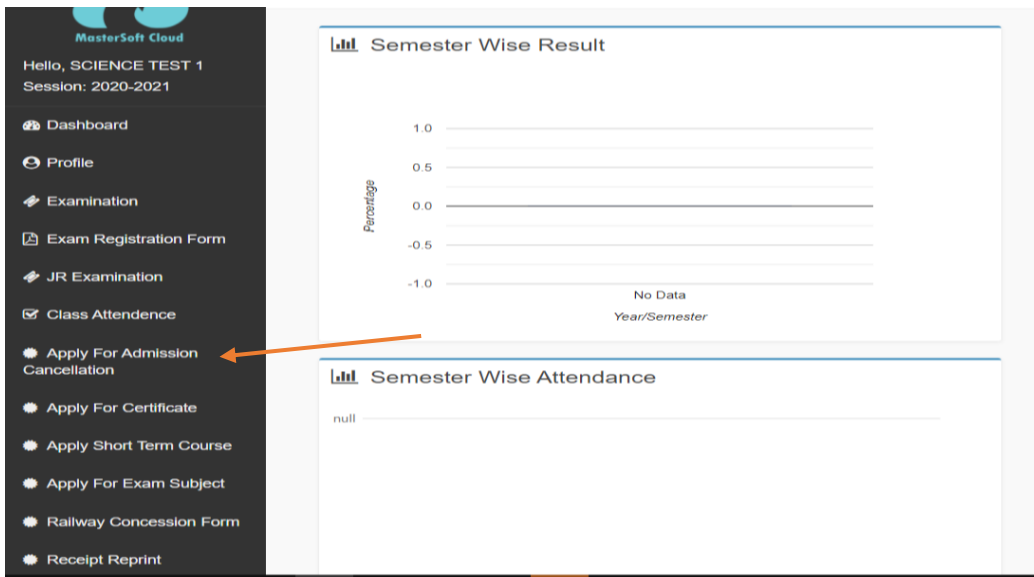 MasterSoft Cloud
Hello, SCIENCE TEST 1
Session: 2020-2021
Dashboard
Profile
Examination
Exam Registration Form
JR Examination
Class Attendence
Apply For Admission
Cancellation
Apply For Certificate
Apply Short Term Course
Apply For Exam Subject
Railway Concession Form
Receipt Reprint
Semester Wise Result
1.0
0.5
0.0
-0.5
-1.0
Percentage
No Data
Year/Semester
Semester Wise Attendance
null